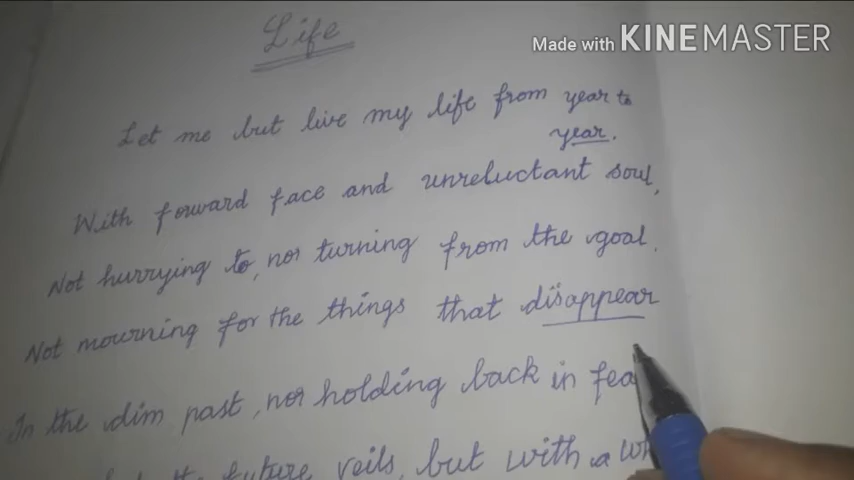 Made with KINEMASTER
Life
Let me but live my life from year to
year.
With forward face and unreluctant soul,
Not hurrying to, nor turning from the goal.
Not mourning for the things that disappear
In the dim past, nor holding back in fea
the future veils, but with a